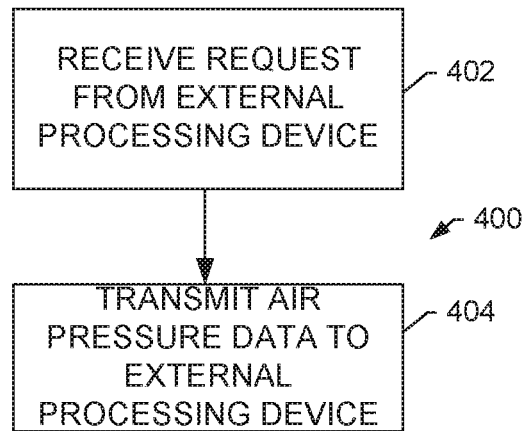 RECEIVE REQUEST
FROM EXTERNAL
PROCESSING DEVICE
402
400
TRANSMIT AIR
PRESSURE DATA TO
EXTERNAL
PROCESSING DEVICE
404